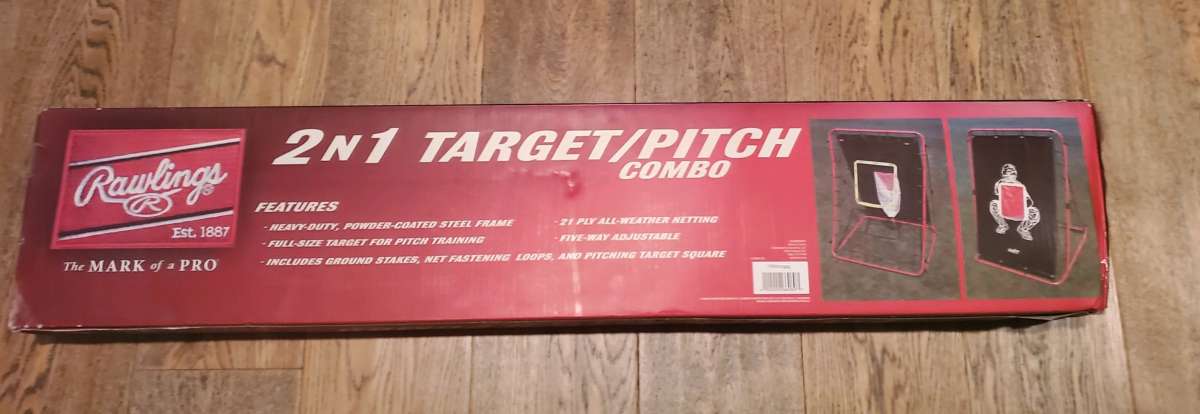 Rawlings
R
Est. 1887
The MARK of a PRO
2 N 1 TARGET/PITCH
COMBO
FEATURES
· HEAVY-DUTY, POWDER-COATED STEEL FRAME
· FULL-SIZE TARGET FOR PITCH TRAINING
· INCLUDES GROUND STAKES, NET FASTENING LOOPS, AND PITCHING TARGET SQUARE
· 21 PLY ALL-WEATHER NETTING
· FIVE-WAY ADJUSTABLE